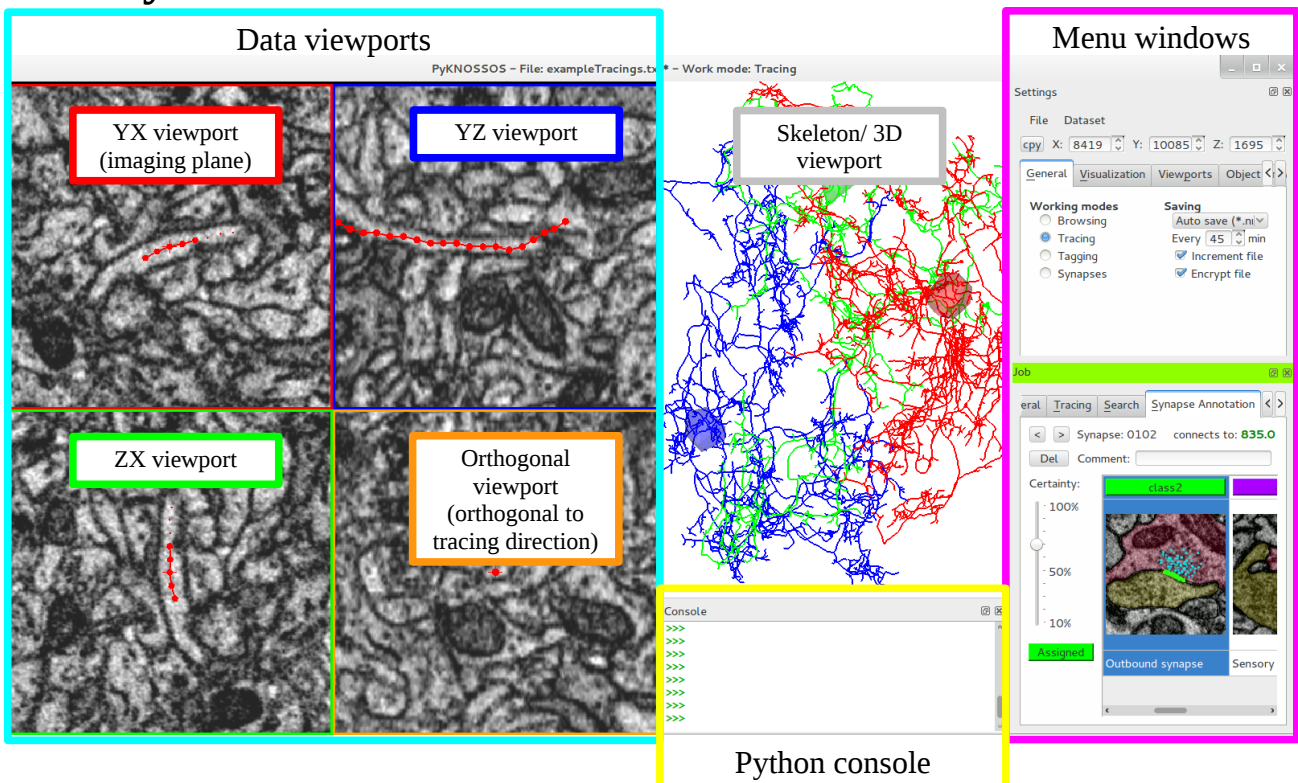 Data viewports
Menu windows
PyKNOSSOS – File: exampleTracings.tx * – Work mode: Tracing
YX viewport
(imaging plane)
YZ viewport
Skeleton/ 3D
viewport
ZX viewport
Orthogonal
viewport
(orthogonal to
tracing direction)
Settings
File Dataset
cpy X: 8419 Y: 10085 Z: 1695
General Visualization Viewports Object < >
Working modes Saving
Browsing Auto save (*.n
Tracing Every 45 min
Tagging Increment file
Synapses Encrypt file
Job
eral Tracing Search Synapse Annotation < >
< > Synapse: 0102 connects to: 835.0
Del Comment:
Certainty: class2
100%
50%
10%
Assigned
Outbound synapse Sensory
Console
>>>
>>>
>>>
>>>
>>>
>>>
>>>
>>>
Python console